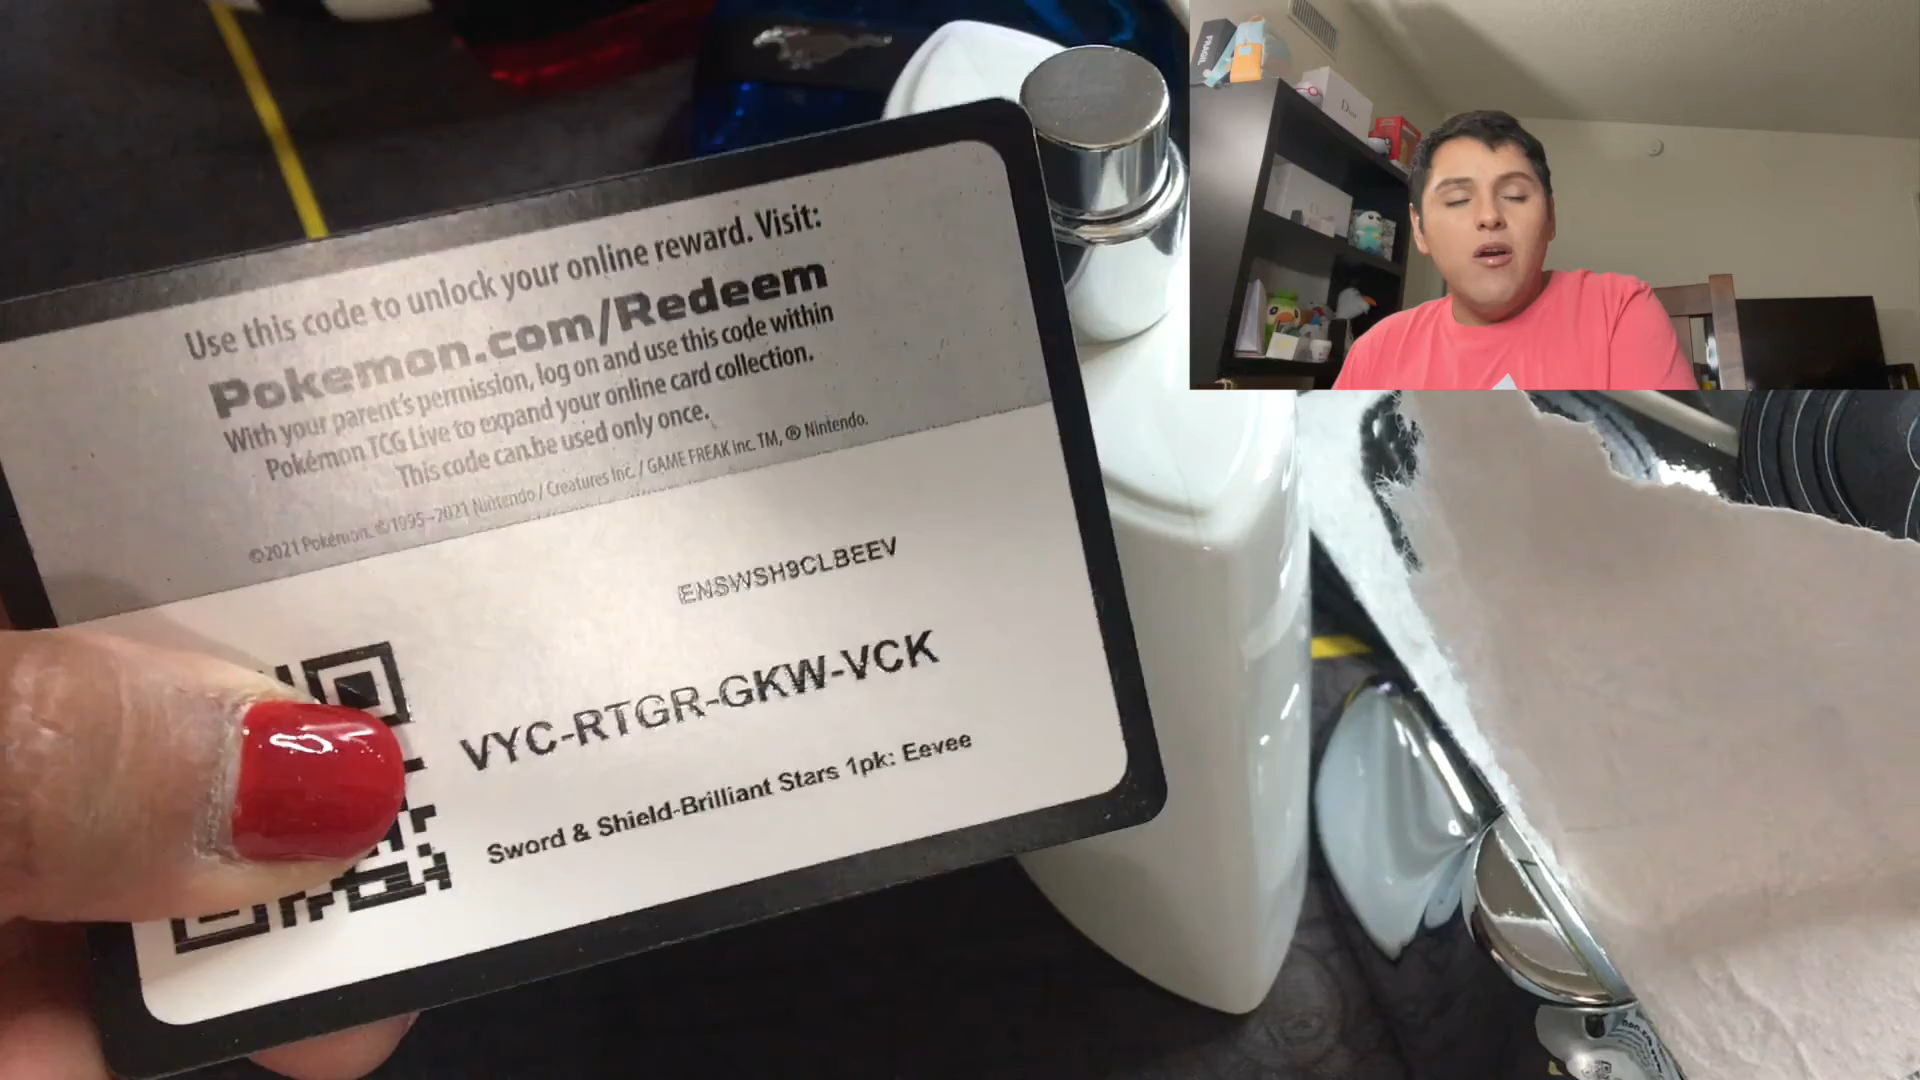 Use this code to unlock your online reward. Visit:
Pokemon.com/Redeem
With your parent's permission, log on and use this code within
Pokémon TCG Live to expand your online card collection.
This code can be used only once.
©2021 Pokémon. ©1995–2021 Nintendo / Creatures Inc. / GAME FREAK inc. TM, ® Nintendo.
ENSWSH9CLBEEV
VYC-RTGR-GKW-VCK
Sword & Shield-Brilliant Stars 1pk: Eevee
FRAGIL
Dior